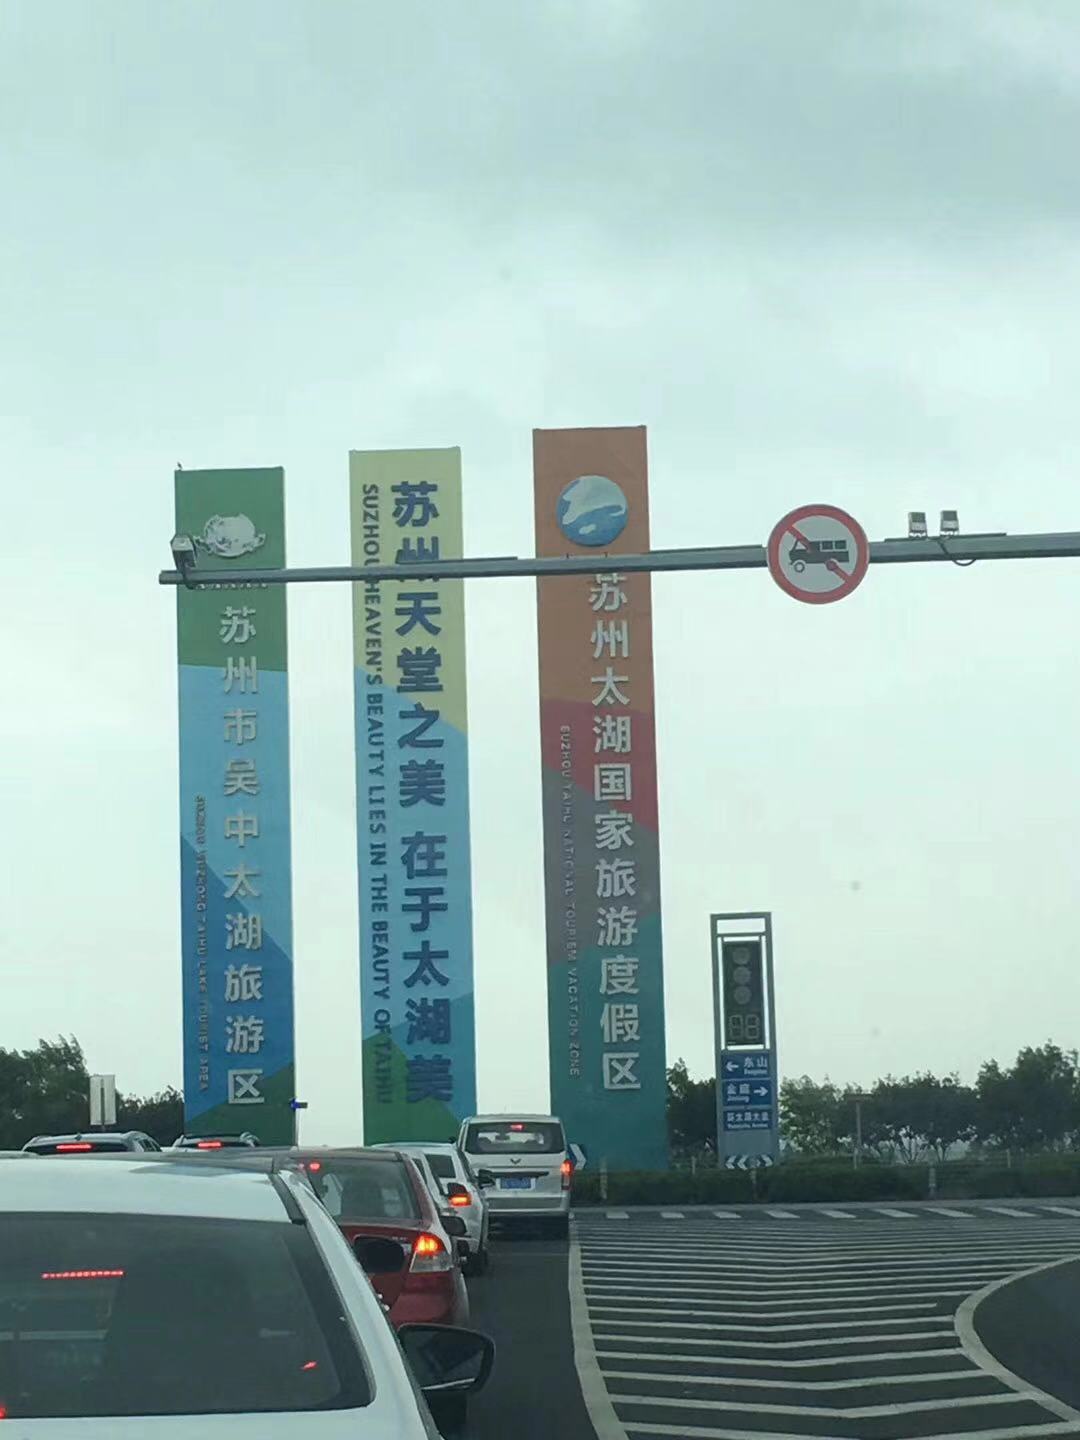 苏州市吴中太湖旅游区
SUZHOU WUZHONG TAIHU LAKE TOURIST AREA
苏州天堂之美 在于太湖美
SUZHOU HEAVEN'S BEAUTY LIES IN THE BEAUTY OF TAIHU
苏州太湖国家旅游度假区
SUZHOU TAIHU NATIONAL TOURISM VACATION ZONE
东山
金庭
环太湖大道